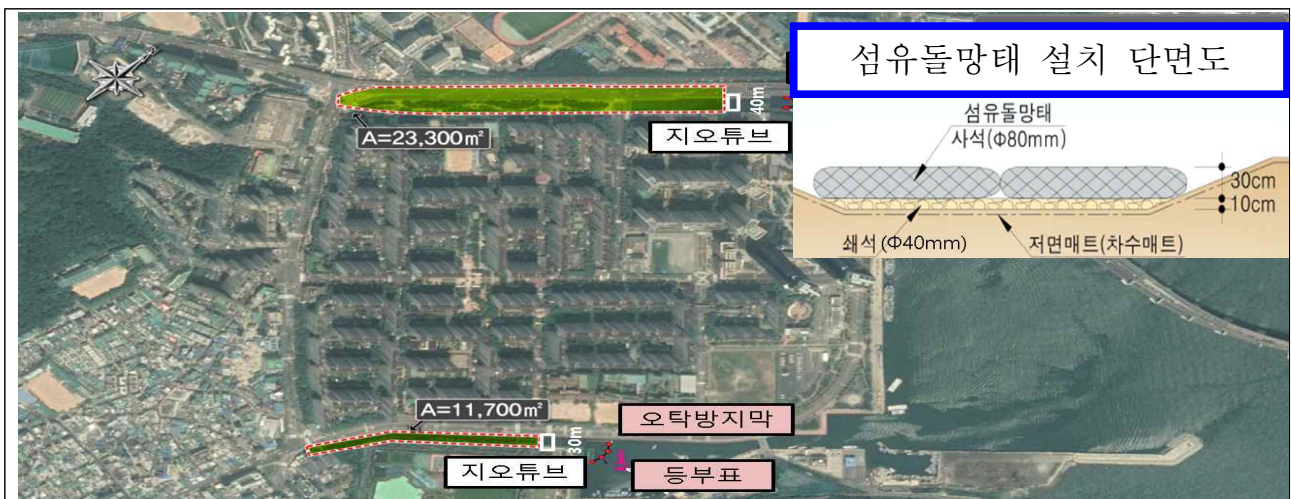 섬유돌망태 설치 단면도
섬유돌망태
사석(Φ80mm)
30cm
10cm
쇄석(Φ40mm)
저면매트(차수매트)
A=23,300㎡
40m
지오튜브
A=11,700㎡
30m
지오튜브
오탁방지막
등부표